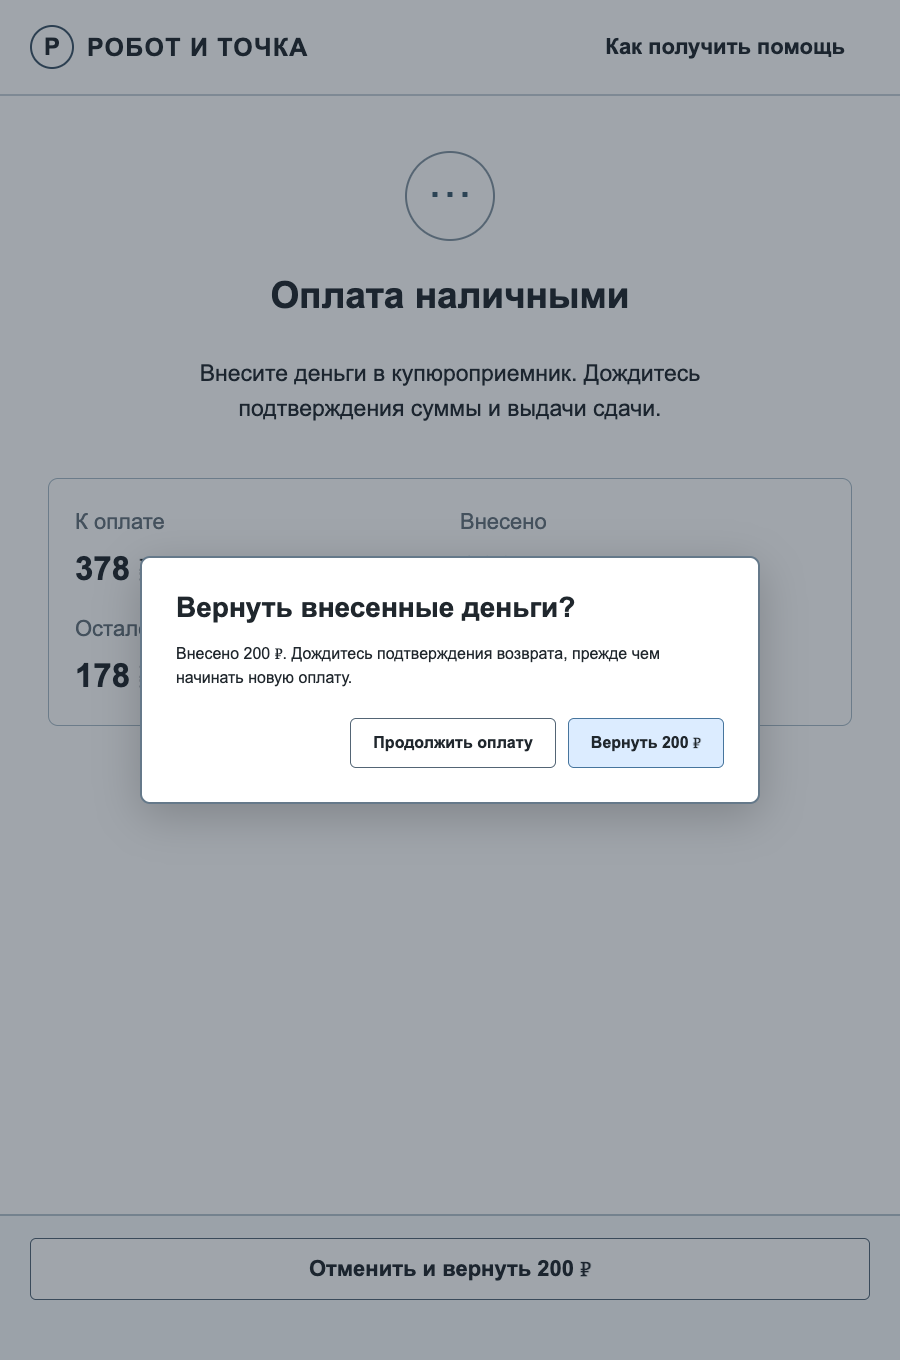 Р РОБОТ И ТОЧКА
Как получить помощь
Оплата наличными
Внесите деньги в купюроприемник. Дождитесь
подтверждения суммы и выдачи сдачи.
К оплате
Внесено
378
178
Вернуть внесенные деньги?
Внесено 200 ₽. Дождитесь подтверждения возврата, прежде чем
начинать новую оплату.
Продолжить оплату
Вернуть 200 ₽
Отменить и вернуть 200 ₽